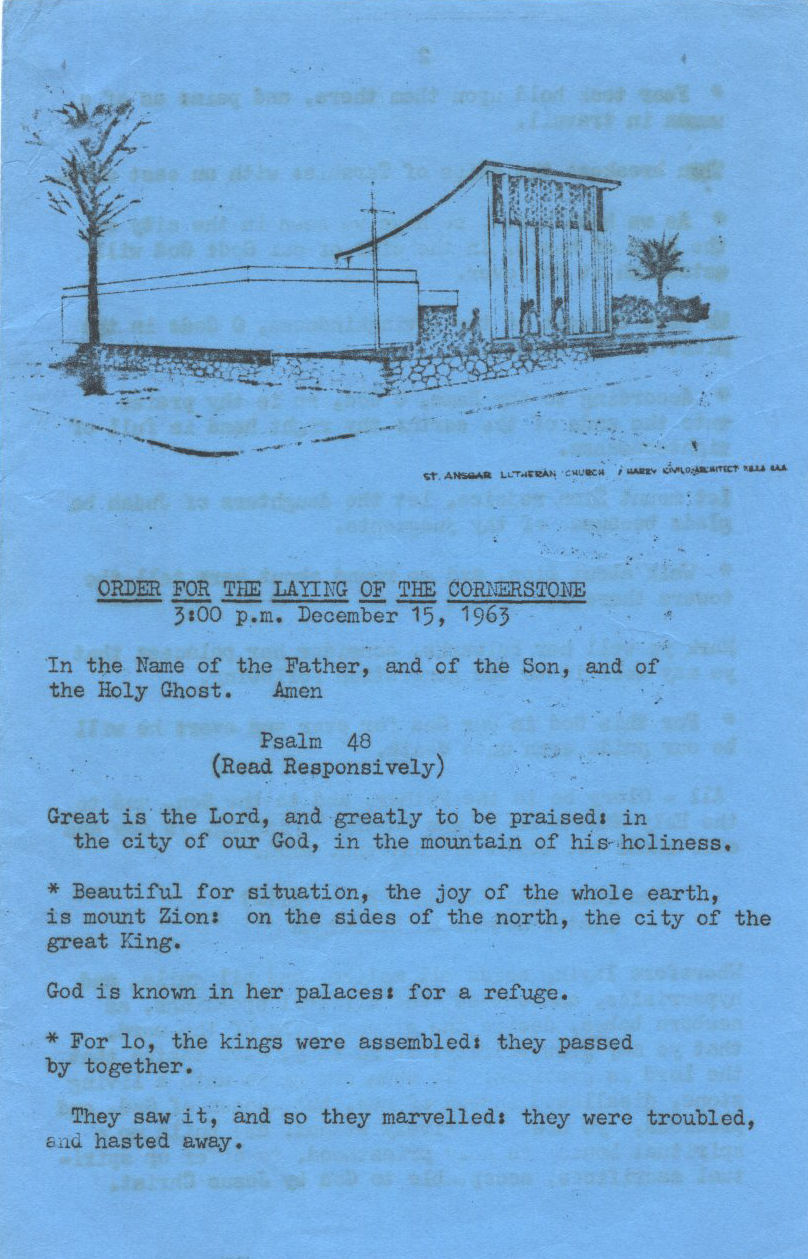 ST. ANSGAR LUTHERAN CHURCH / HARRY ARCHITECT
ORDER FOR THE LAYING OF THE CORNERSTONE
3:00 p.m. December 15, 1963
In the Name of the Father, and of the Son, and of
the Holy Ghost. Amen
Psalm 48
(Read Responsively)
Great is the Lord, and greatly to be praised: in
the city of our God, in the mountain of his holiness.
* Beautiful for situation, the joy of the whole earth,
is mount Zion: on the sides of the north, the city of the
great King.
God is known in her palaces: for a refuge.
* For lo, the kings were assembled: they passed
by together.
They saw it, and so they marvelled: they were troubled,
and hasted away.